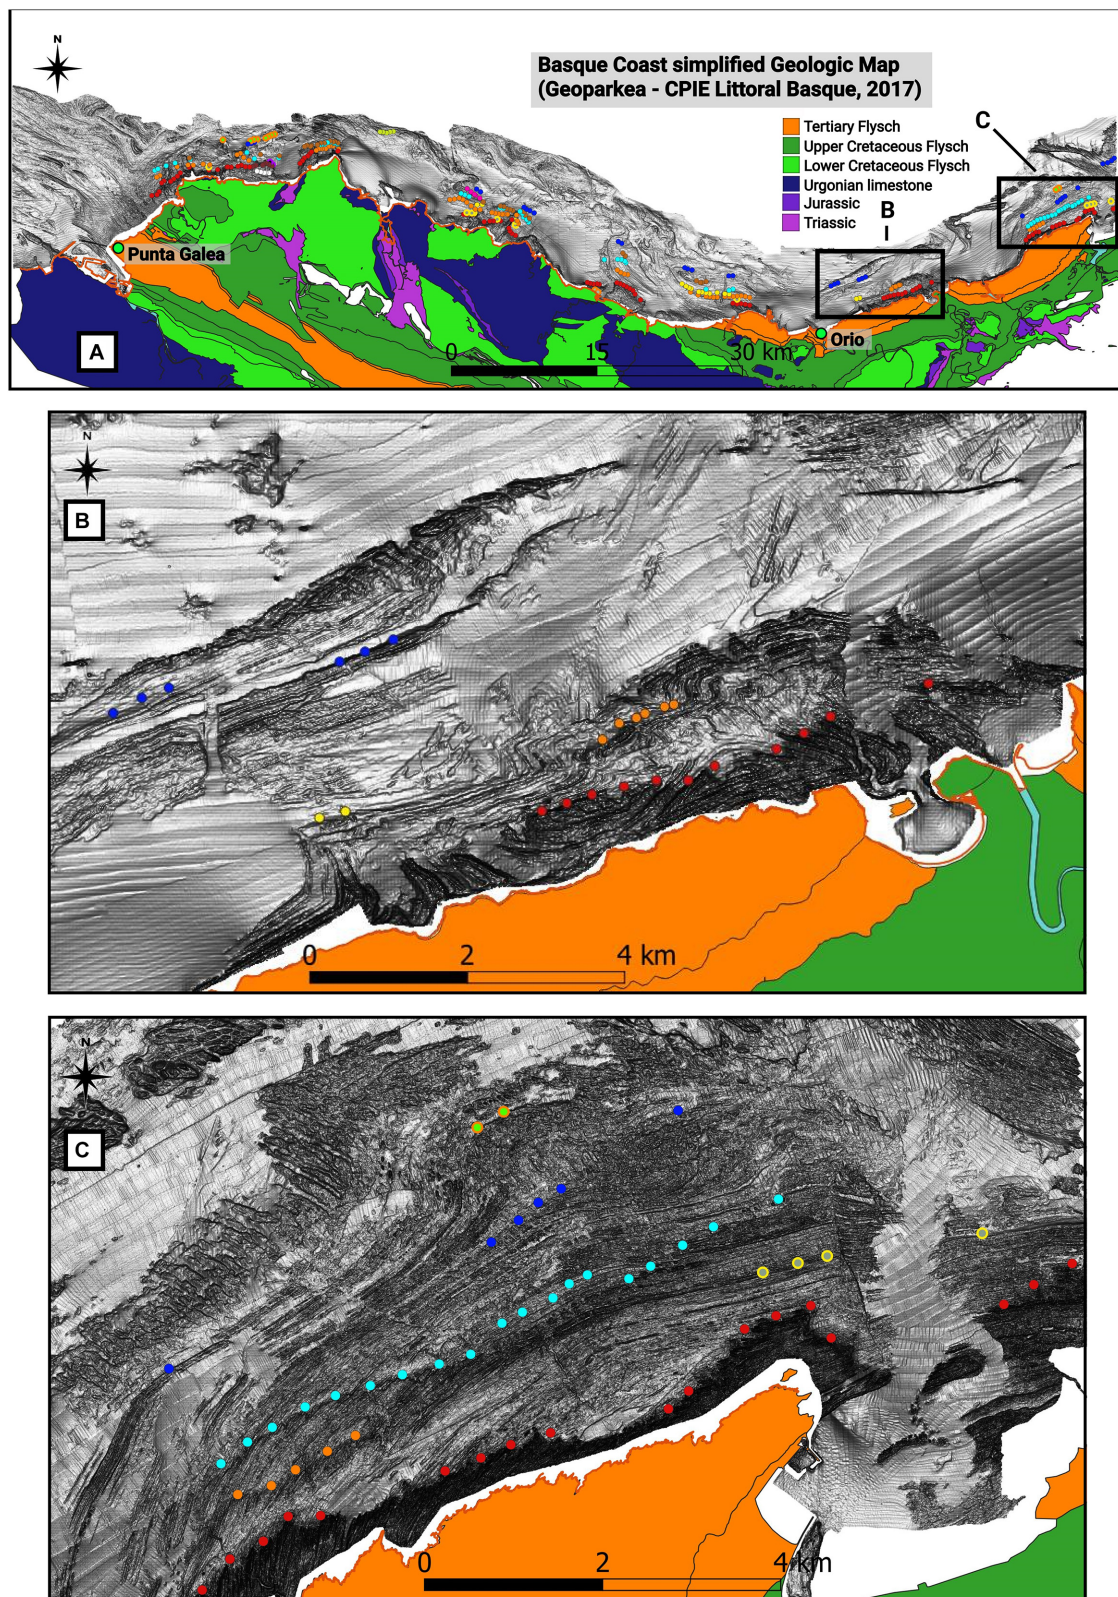 N
Basque Coast simplified Geologic Map
(Geoparkea - CPIE Littoral Basque, 2017)
Tertiary Flysch
Upper Cretaceous Flysch
Lower Cretaceous Flysch
Urgonian limestone
Jurassic
Triassic
C
B
Punta Galea
Orio
A
0 15 30 km
N
B
0 2 4 km
N
C
0 2 4 km